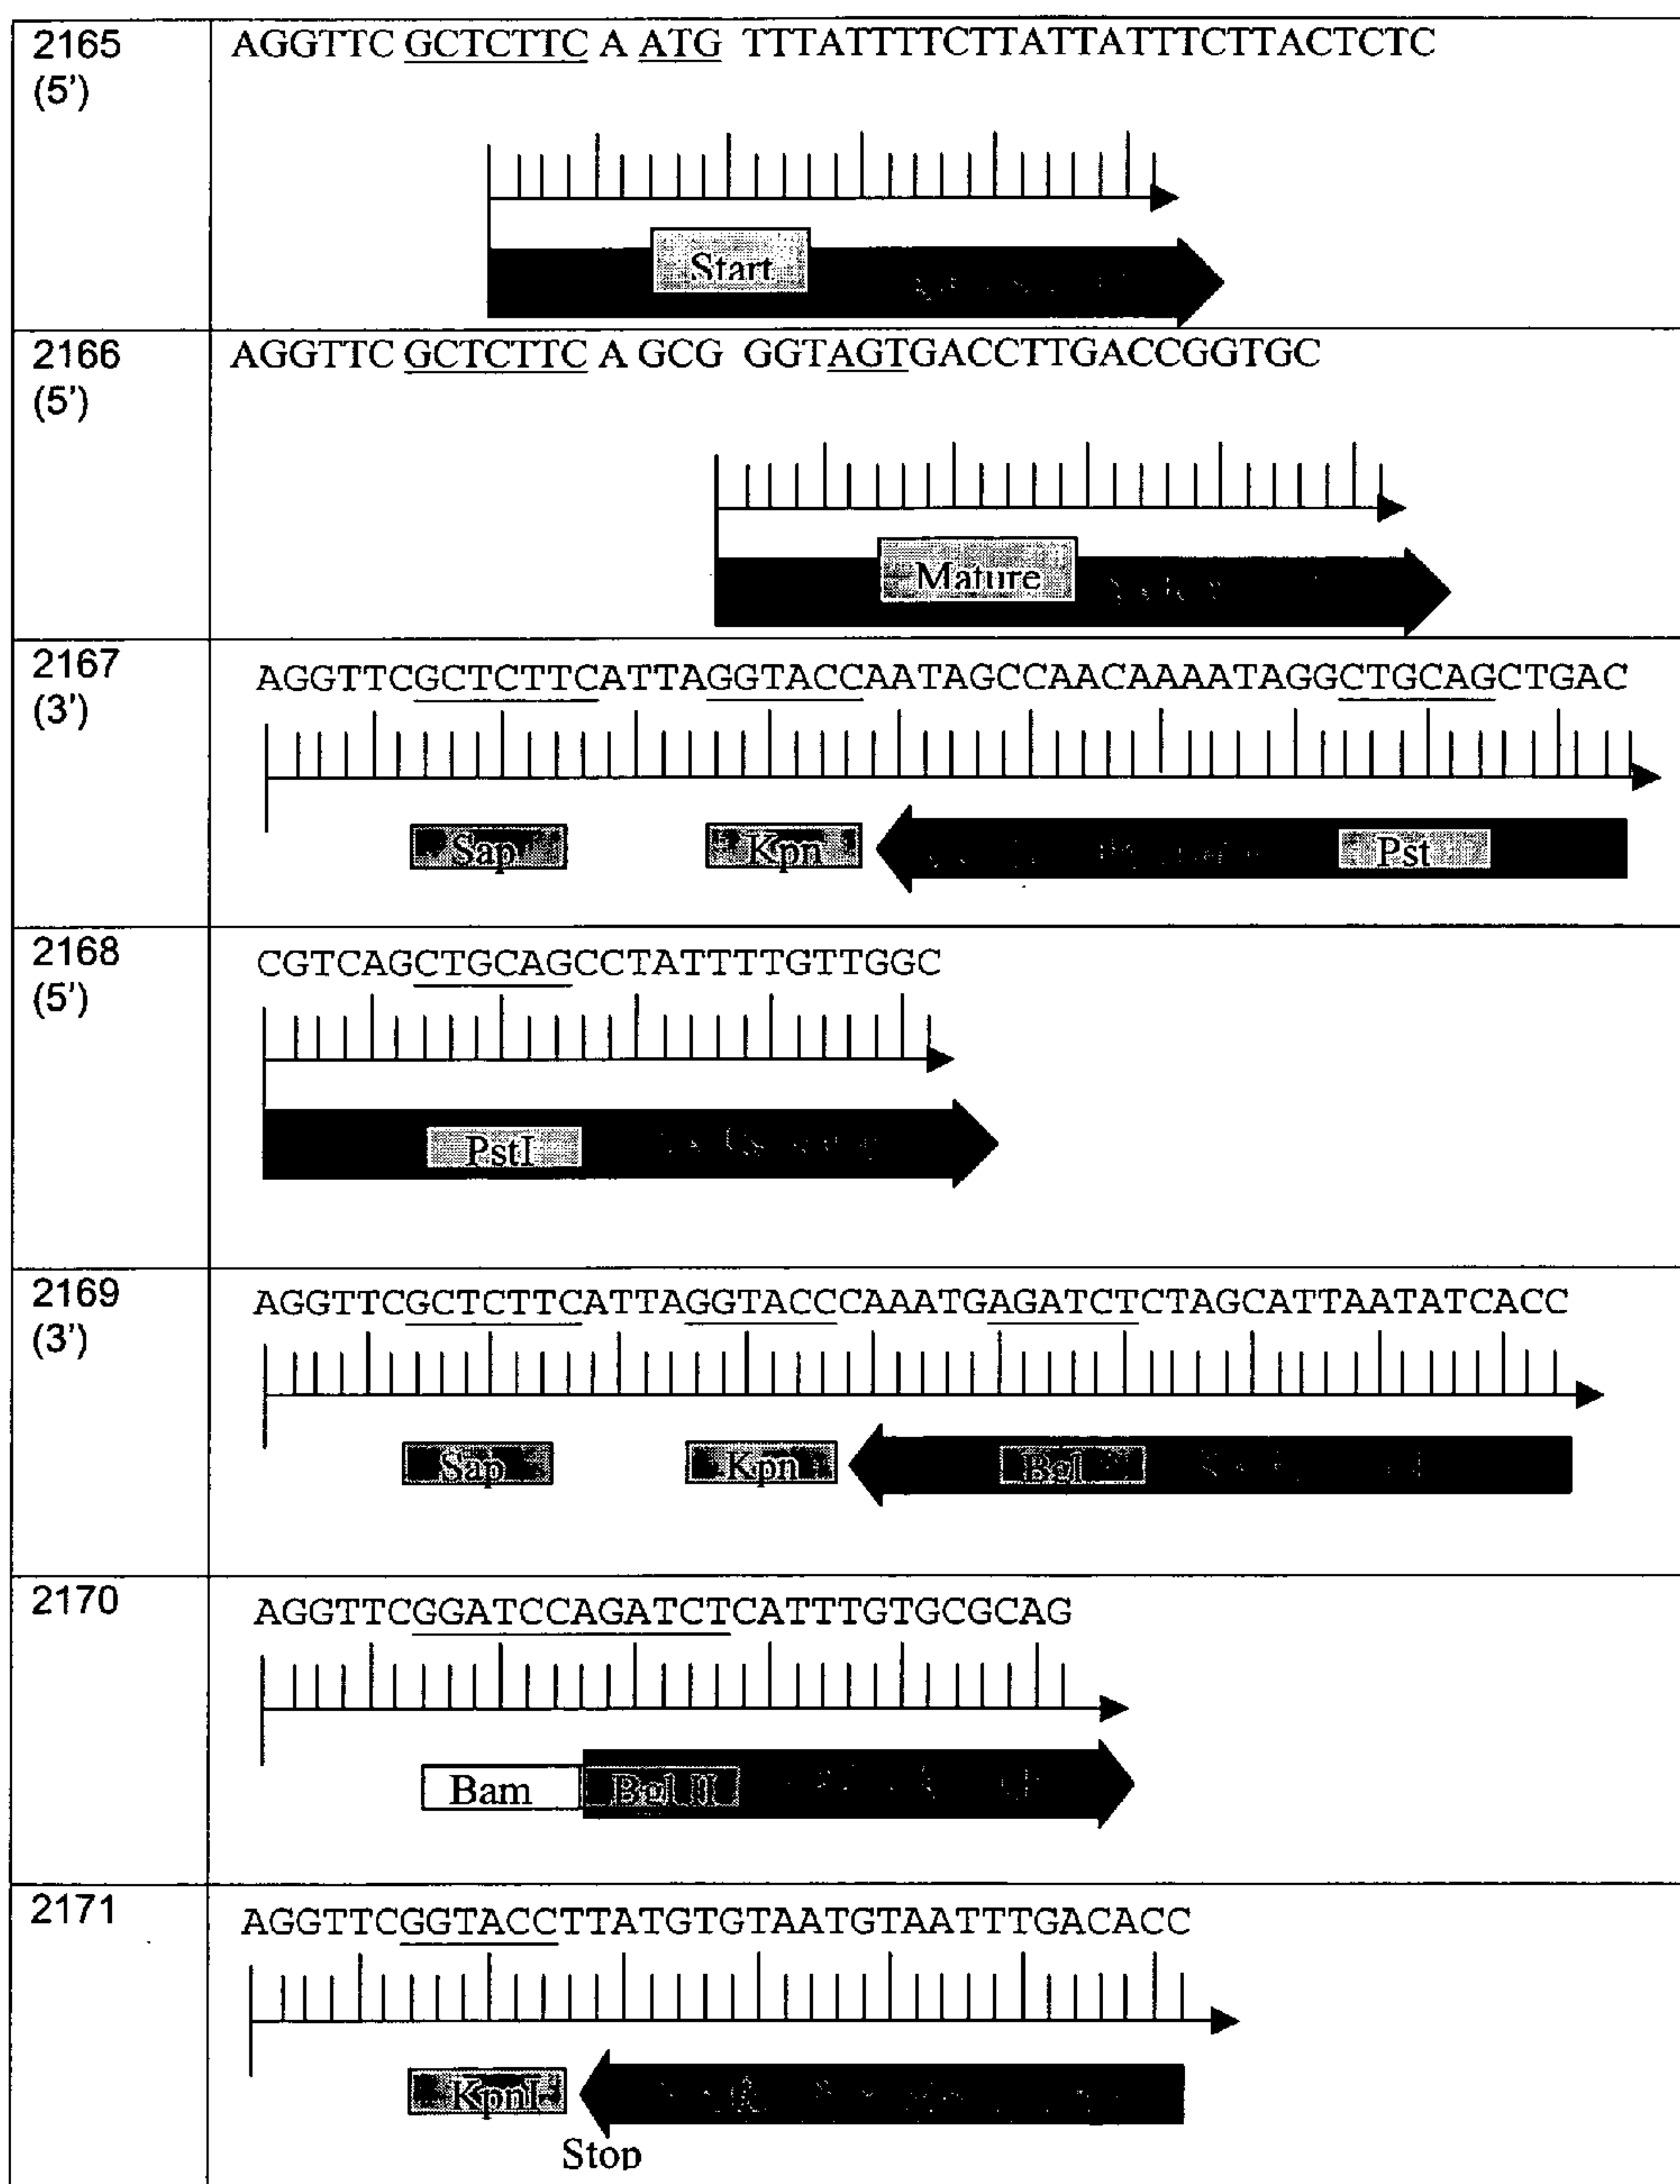 2165 AGGTTC GCTCTTC A ATG TTTATTTTCTTATTATTTCTTACTCTC
(5')
Start
2166 AGGTTC GCTCTTC A GCG GGTAGTGACCTTGACCGGTGC
(5')
Mature
2167 AGGTTCGCTCTTCATTAGGTACCAATAGCCAACAAAATAGGCTGCAGCTGAC
(3')
Sap Kpn Pst
2168 CGTCAGCTGCAGCCTATTTTGTTGGC
(5')
PstI
2169 AGGTTCGCTCTTCATTAGGTACCCAAATGAGATCTCTAGCATTAATATCACC
(3')
Sap Kpn Bgl
2170 AGGTTCGGATCCAGATCTCATTTGTGCGCAG
Bam Bgl II
2171 AGGTTCGGTACCTTATGTGTAATGTAATTTGACACC
KpnI
Stop